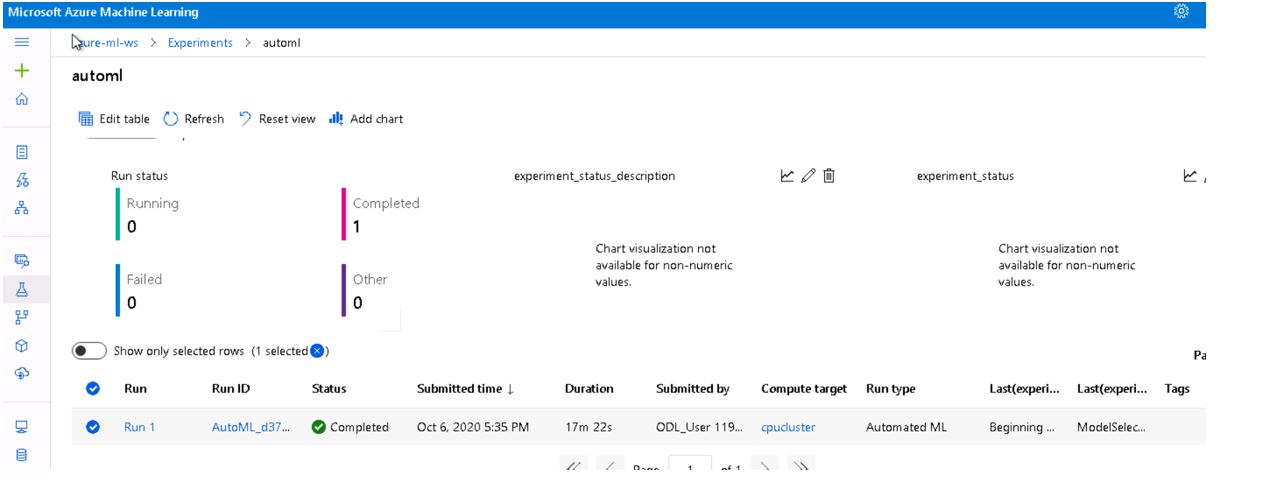 Microsoft Azure Machine Learning
ure-ml-ws > Experiments > automl
automl
Edit table Refresh Reset view Add chart
Run status experiment_status_description experiment_status
Running Completed
0 1
Chart visualization not Chart visualization not
available for non-numeric available for non-numeric
values. values.
Failed Other
0 0
Show only selected rows (1 selected )
Pa
Run Run ID Status Submitted time ↓ Duration Submitted by Compute target Run type Last(experi... Last(experi... Tags
Run 1 AutoML_d37... Completed Oct 6, 2020 5:35 PM 17m 22s ODL_User 119... cpucluster Automated ML Beginning ... ModelSelec...
Page 1 of 1